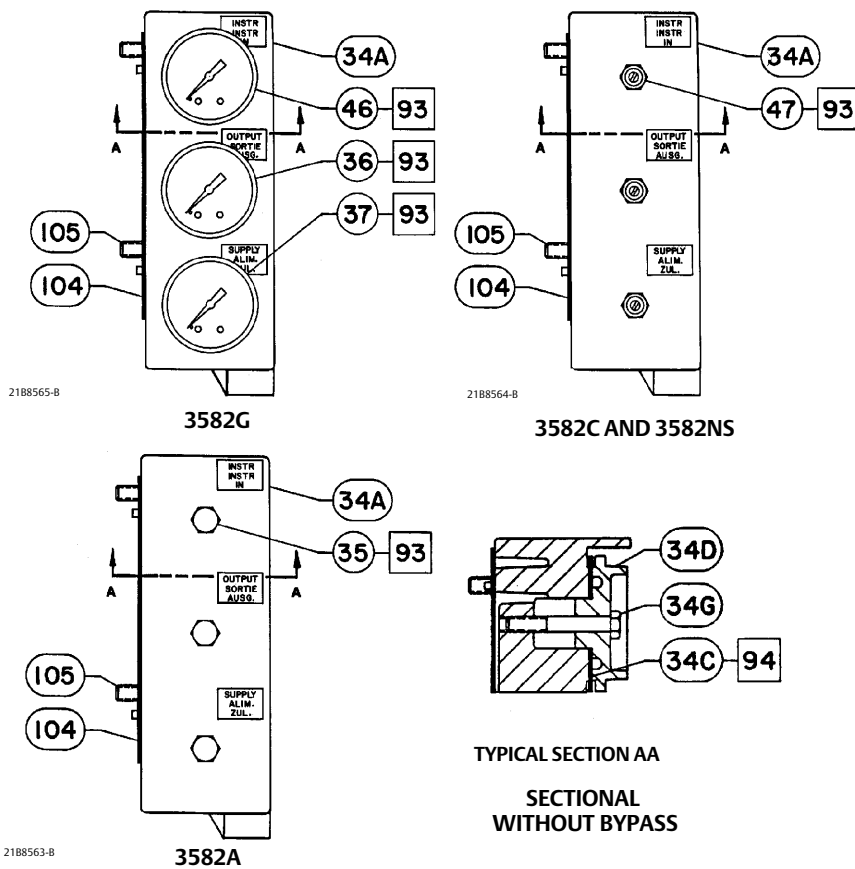 INSTR
INSTR
IN
34A
46 93
A A
OUTPUT
SORTIE
AUSG.
36 93
37 93
105
SUPPLY
ALIM.
ZUL.
104
21B8565-B
3582G
INSTR
INSTR
IN
34A
47 93
A A
OUTPUT
SORTIE
AUSG.
105
SUPPLY
ALIM.
ZUL.
104
21B8564-B
3582C AND 3582NS
INSTR
INSTR
IN
34A
35 93
A A
OUTPUT
SORTIE
AUSG.
105
SUPPLY
ALIM.
ZUL.
104
21B8563-B
3582A
34D
34G
34C 94
TYPICAL SECTION AA
SECTIONAL
WITHOUT BYPASS